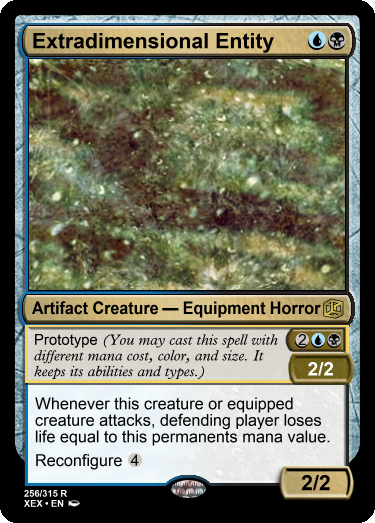 Extradimensional Entity
Artifact Creature — Equipment Horror
Prototype (You may cast this spell with 2
different mana cost, color, and size. It
keeps its abilities and types.)
2/2
Whenever this creature or equipped
creature attacks, defending player loses
life equal to this permanents mana value.
Reconfigure 4
2/2
256/315 R
XEX • EN